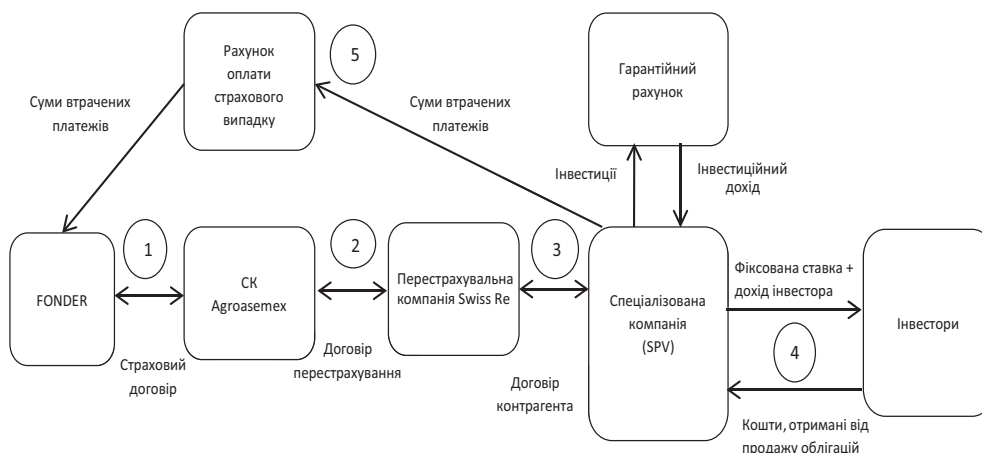 Рахунок
оплати
страхового
випадку
5
Гарантійний
рахунок
Суми втрачених
платежів
Суми втрачених
платежів
Інвестиції
Інвестиційний
дохід
1
2
3
FONDER
СК
Agroasemex
Перестрахувальна
компанія Swiss Re
Спеціалізована
компанія
(SPV)
Фіксована ставка +
дохід інвестора
Інвестори
4
Страховий
договір
Договір
перестрахування
Договір
контрагента
Кошти, отримані від
продажу облігацій